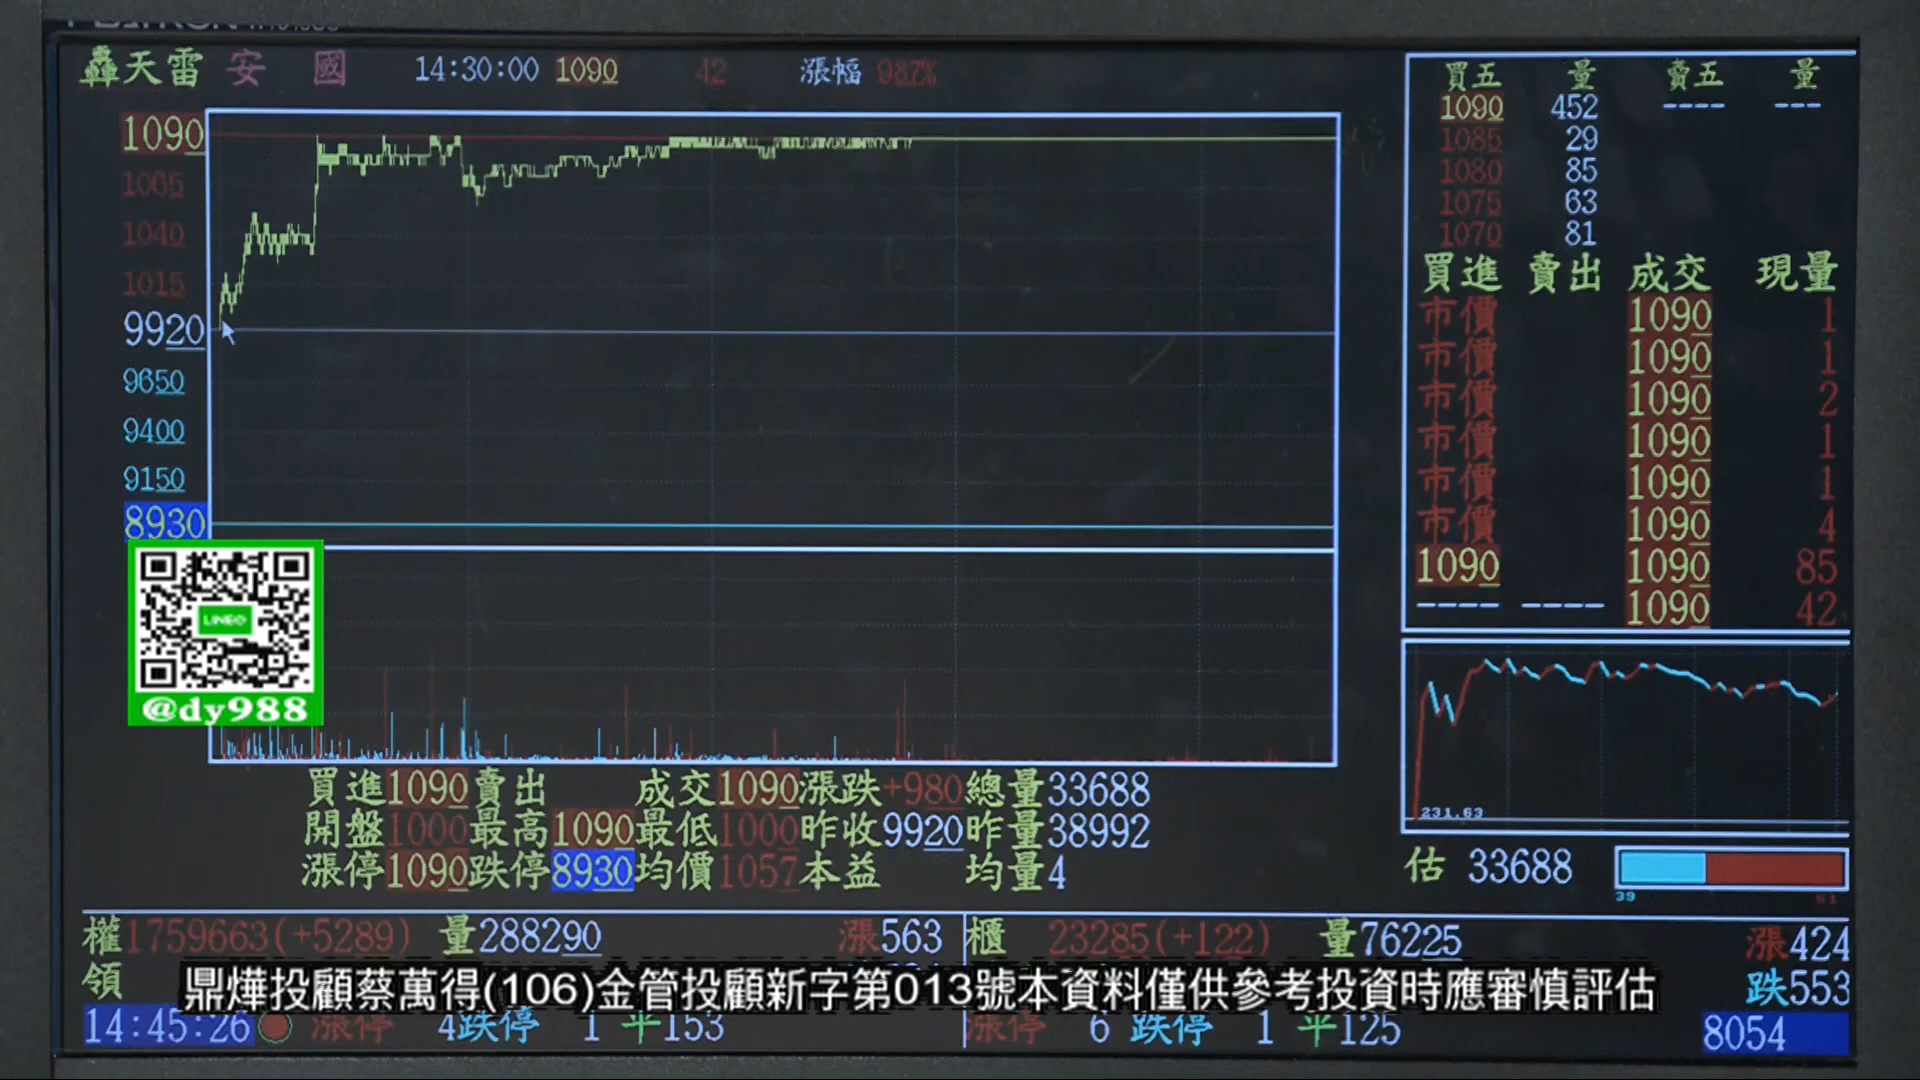 轟天雷 安 國 14:30:00 1090 42 漲幅 987%
1090
1065
1040
1015
9920
9650
9400
9150
8930
LINE@
@dy988
買五 量 賣五 量
1090 452 ---- ---
1085 29
1080 85
1075 63
1070 81
買進 賣出 成交 現量
市價 1090 1
市價 1090 1
市價 1090 2
市價 1090 1
市價 1090 1
市價 1090 4
1090 1090 85
---- ---- 1090 42
231.63
估 33688
39 61
買進1090賣出 成交1090漲跌+980總量33688
開盤1000最高1090最低1000昨收9920昨量38992
漲停1090跌停8930均價1057本益 均量4
權1759663(+5289) 量288290 漲563
櫃 23285(+122) 量76225 漲424
領 跌553
鼎燁投顧蔡萬得(106)金管投顧新字第013號本資料僅供參考投資時應審慎評估
14:45:26 漲停 4跌停 1 平153
漲停 6 跌停 1 平125 8054